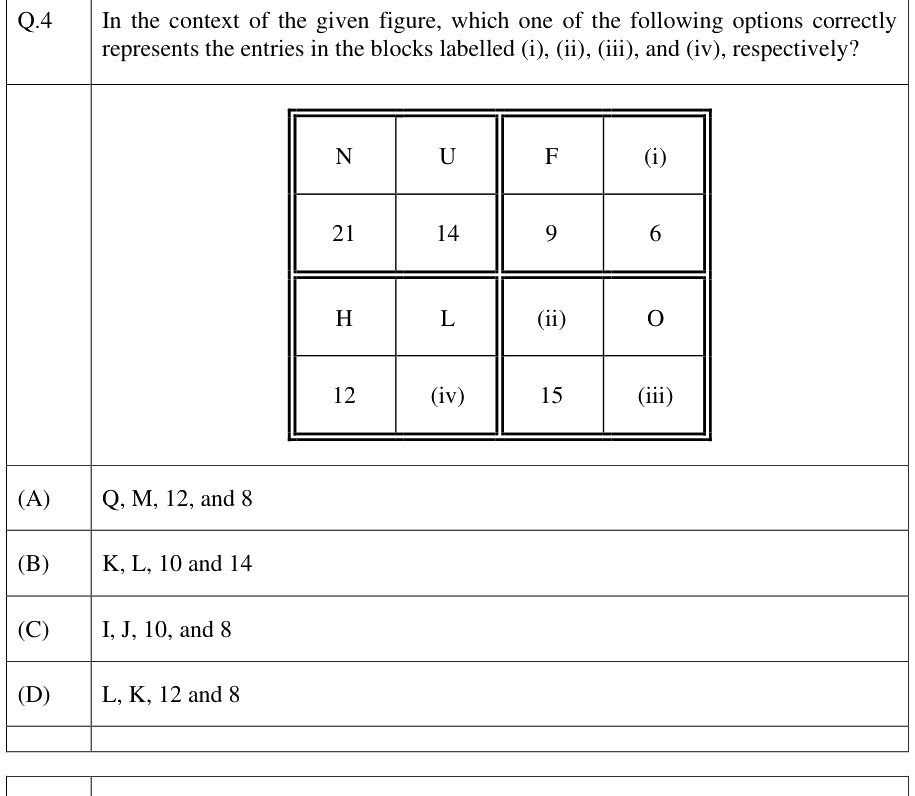 Q.4 In the context of the given figure, which one of the following options correctly
represents the entries in the blocks labelled (i), (ii), (iii), and (iv), respectively?
N U F (i)
21 14 9 6
H L (ii) O
12 (iv) 15 (iii)
(A) Q, M, 12, and 8
(B) K, L, 10 and 14
(C) I, J, 10, and 8
(D) L, K, 12 and 8